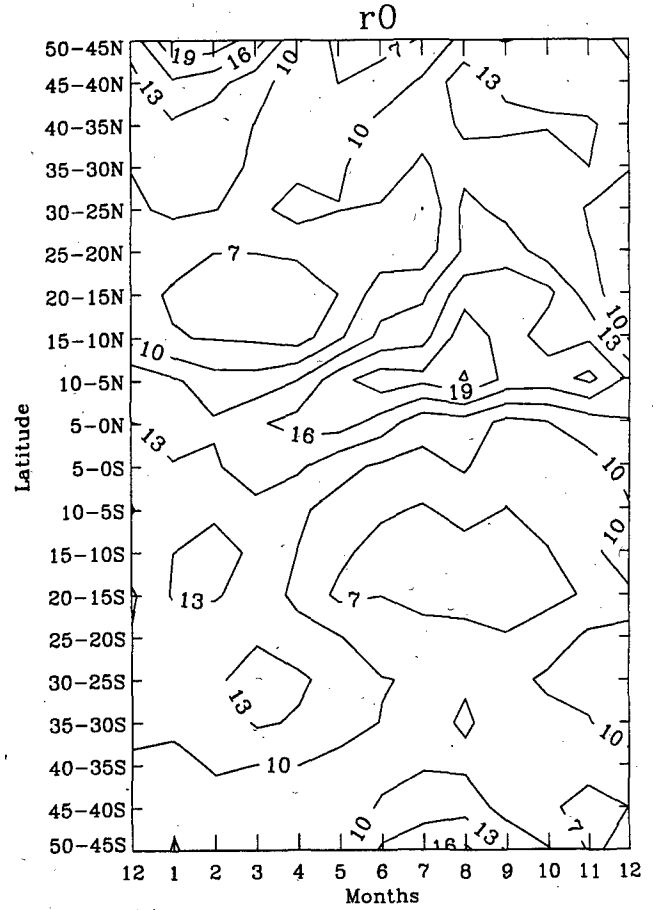 r0
50-45N
45-40N
40-35N
35-30N
30-25N
25-20N
20-15N
15-10N
10-5N
5-0N
5-0S
10-5S
15-10S
20-15S
25-20S
30-25S
35-30S
40-35S
45-40S
50-45S
Latitude
19
16
10
7
13
13
10
7
10
13
10
19
16
13
10
10
13
7
13
10
10
10
13
16
7
12 1 2 3 4 5 6 7 8 9 10 11 12
Months